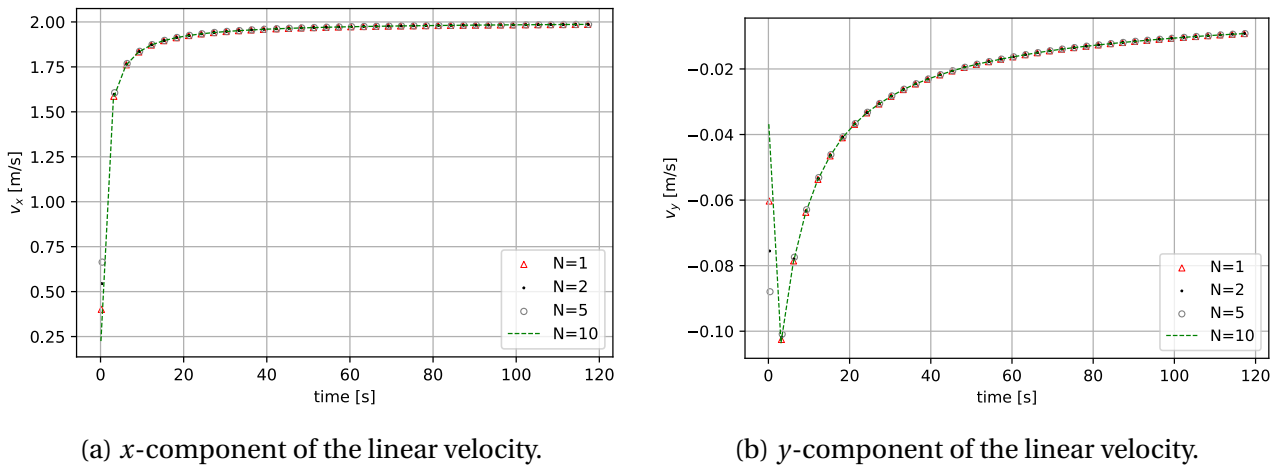 2.00
1.75
1.50
1.25
1.00
0.75
0.50
0.25
v_x [m/s]
0 20 40 60 80 100 120
time [s]
N=1
N=2
N=5
N=10
(a) x-component of the linear velocity.
−0.02
−0.04
−0.06
−0.08
−0.10
v_y [m/s]
0 20 40 60 80 100 120
time [s]
N=1
N=2
N=5
N=10
(b) y-component of the linear velocity.